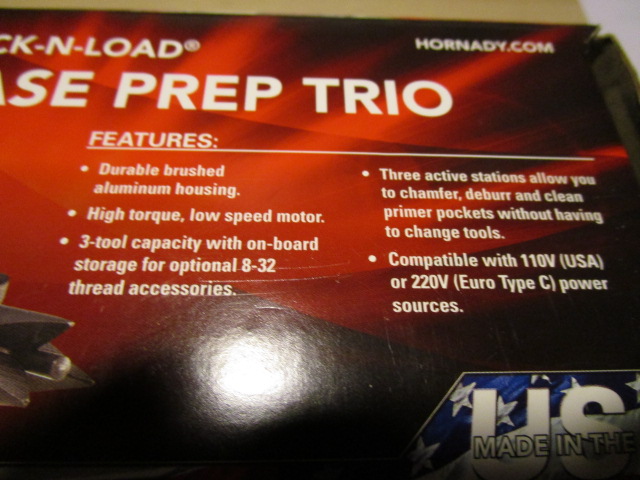 CK-N-LOAD®
HORNADY.COM
ASE PREP TRIO
FEATURES:
• Durable brushed
aluminum housing.
• High torque, low speed motor.
• 3-tool capacity with on-board
storage for optional 8-32
thread accessories.
• Three active stations allow you
to chamfer, deburr and clean
primer pockets without having
to change tools.
• Compatible with 110V (USA)
or 220V (Euro Type C) power
sources.
US
MADE IN THE